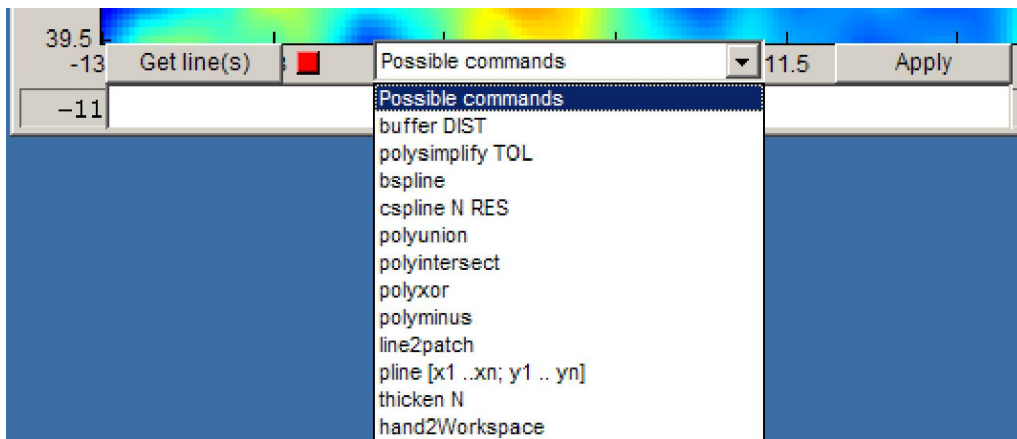 39.5
-13 Get line(s) Possible commands 11.5 Apply
−11
Possible commands
buffer DIST
polysimplify TOL
bspline
cspline N RES
polyunion
polyintersect
polyxor
polyminus
line2patch
pline [x1 ..xn; y1 .. yn]
thicken N
hand2Workspace